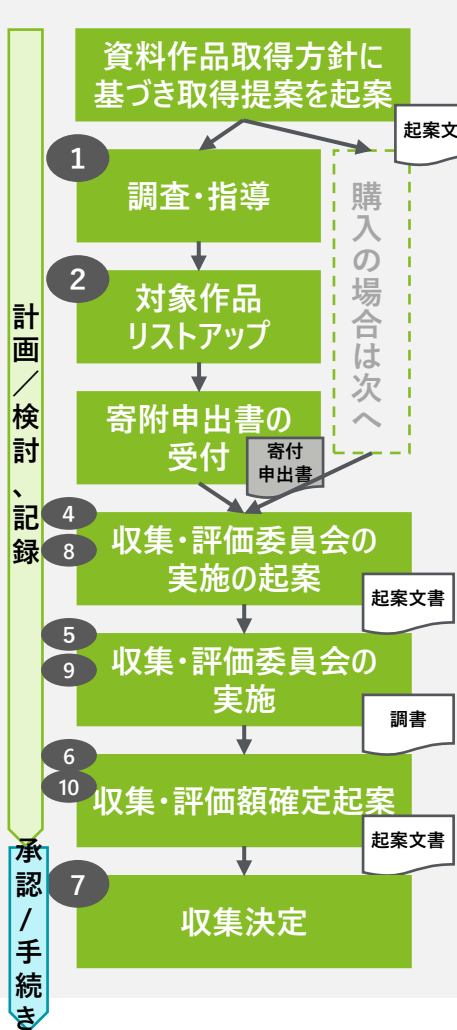 資料作品取得方針に
基づき取得提案を起案
起案文
1
調査・指導
購入の場合は次へ
2
対象作品
リストアップ
計画／検討、記録
寄附申出書の
受付
寄付
申出書
4
8
収集・評価委員会の
実施の起案
起案文書
5
9
収集・評価委員会の
実施
調書
6
10
収集・評価額確定起案
起案文書
承認/手続き
7
収集決定